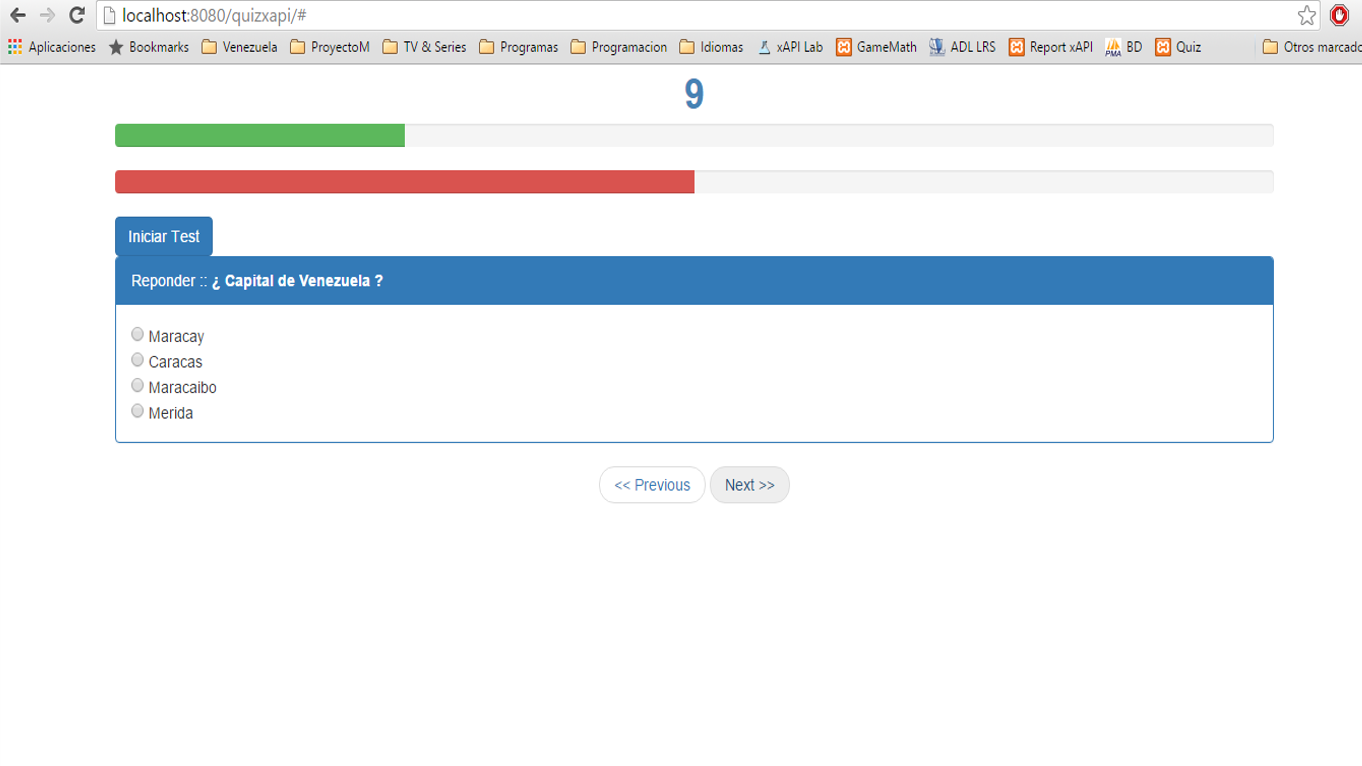 localhost:8080/quizxapi/#
Aplicaciones Bookmarks Venezuela ProyectoM TV & Series Programas Programacion Idiomas xAPI Lab GameMath ADL LRS Report xAPI PMA BD Quiz Otros marcado
9
Iniciar Test
Reponder :: ¿ Capital de Venezuela ?
Maracay
Caracas
Maracaibo
Merida
<< Previous Next >>